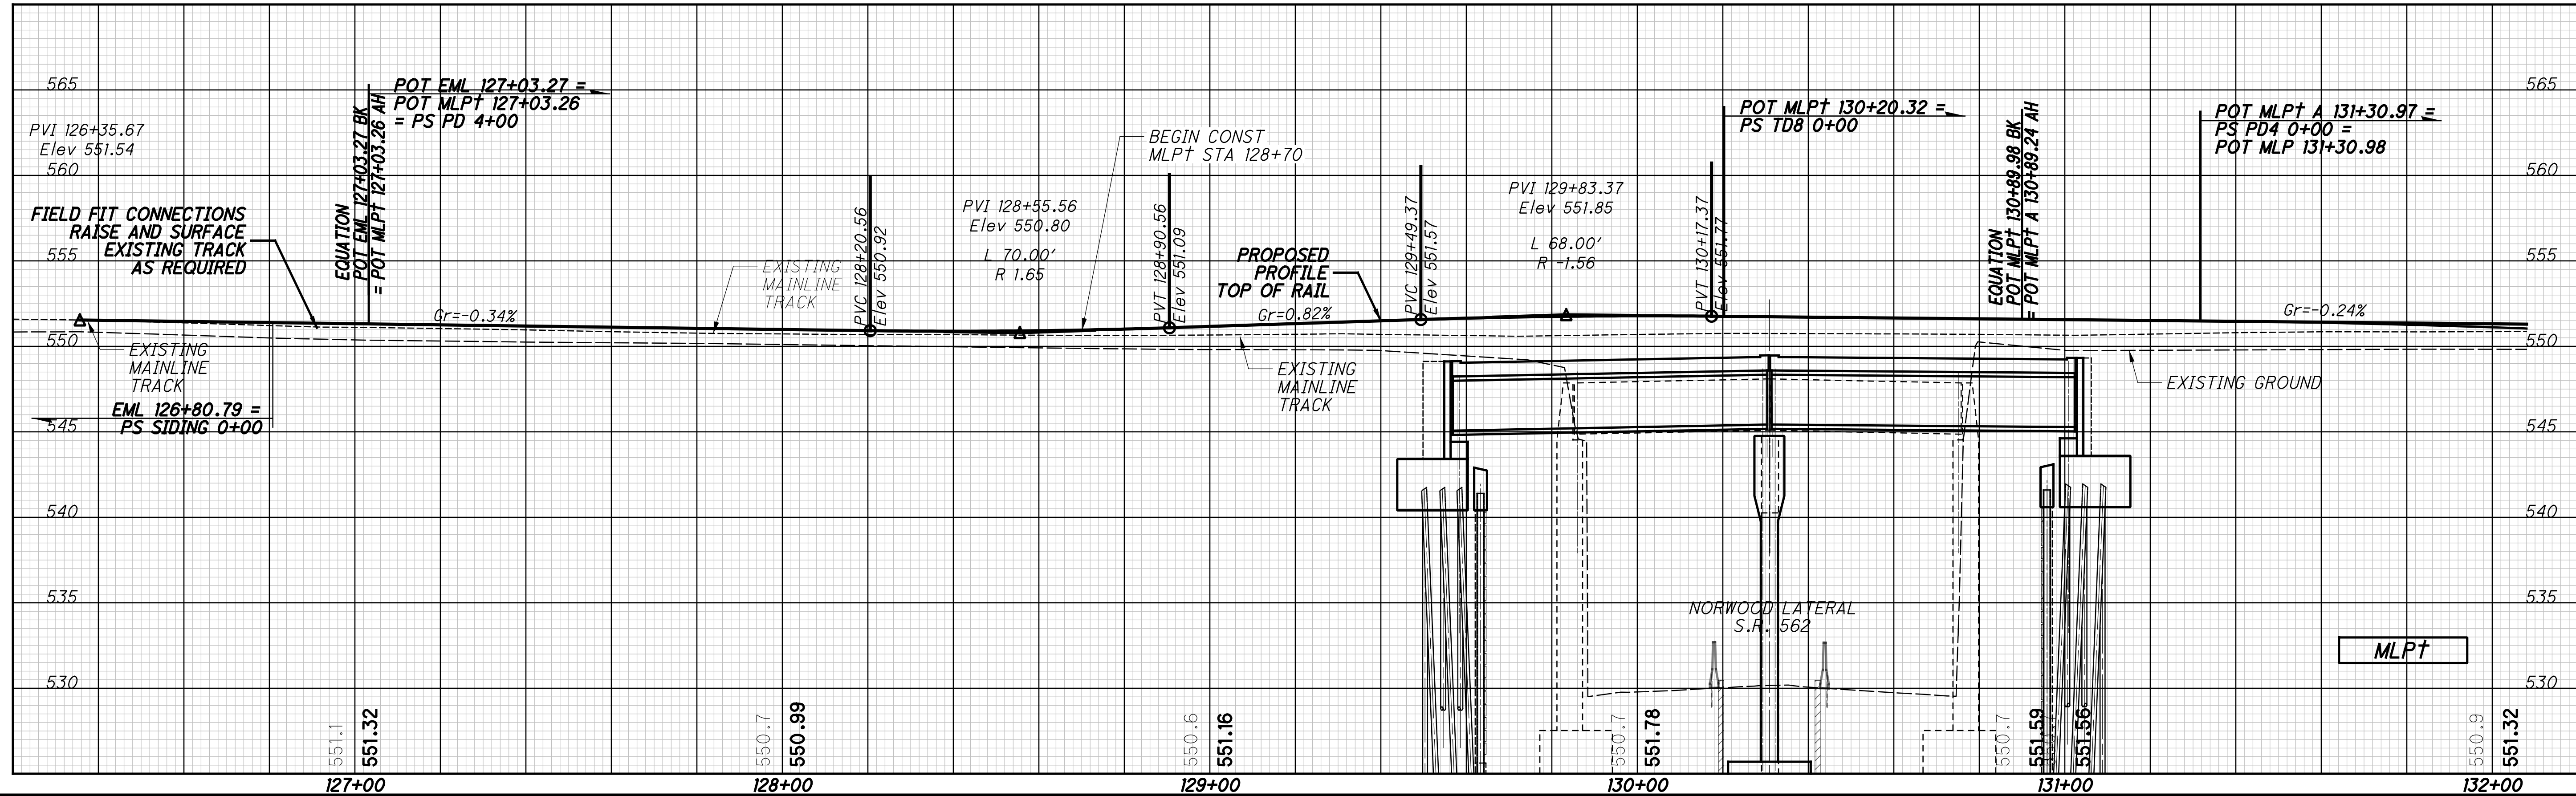 565
560
555
550
545
540
535
530
PVI 126+35.67
Elev 551.54
EQUATION
POT EML 127+03.27 BK
= POT MLP† 127+03.26 AH
POT EML 127+03.27 =
POT MLP† 127+03.26
= PS PD 4+00
FIELD FIT CONNECTIONS
RAISE AND SURFACE
EXISTING TRACK
AS REQUIRED
Gr=-0.34%
EXISTING
MAINLINE
TRACK
EML 126+80.79 =
PS SIDING 0+00
EXISTING
MAINLINE
TRACK
PVC 128+20.56
Elev 550.92
PVI 128+55.56
Elev 550.80
L 70.00'
R 1.65
BEGIN CONST
MLP† STA 128+70
PVT 128+90.56
Elev 551.09
PROPOSED
PROFILE
TOP OF RAIL
Gr=0.82%
EXISTING
MAINLINE
TRACK
PVC 129+49.37
Elev 551.57
PVI 129+83.37
Elev 551.85
L 68.00'
R -1.56
PVT 130+17.37
Elev 551.77
POT MLP† 130+20.32 =
PS TD8 0+00
EQUATION
POT MLP† 130+89.98 BK
= POT MLP† A 130+89.24 AH
POT MLP† A 131+30.97 =
PS PD4 0+00 =
POT MLP 131+30.98
Gr=-0.24%
EXISTING GROUND
NORWOOD LATERAL
S.R. 562
MLP†
565
560
555
550
545
540
535
530
551.1
551.32
550.7
550.99
550.6
551.16
550.7
551.78
550.7
551.59
551.56
550.9
551.32
127+00
128+00
129+00
130+00
131+00
132+00